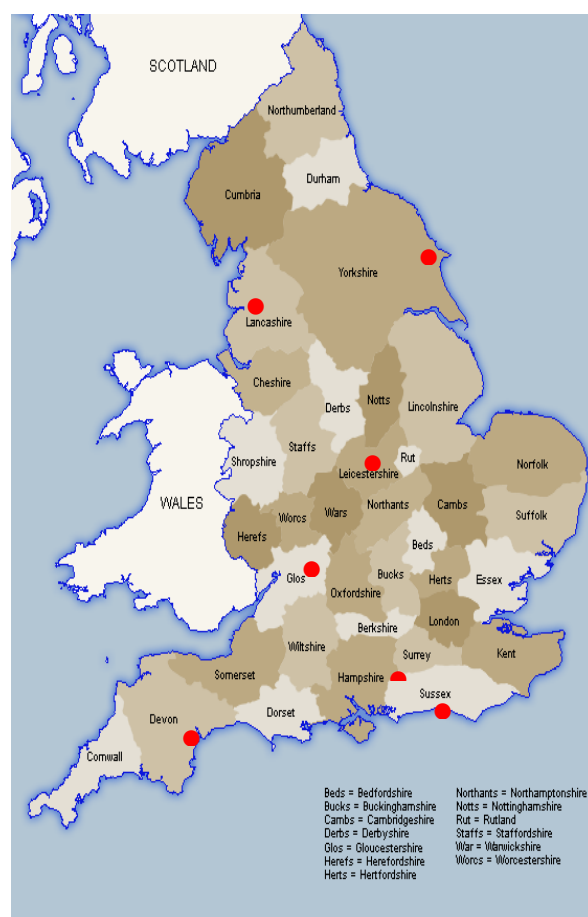 SCOTLAND
Northumberland
Durham
Cumbria
Yorkshire
Lancashire
Cheshire
Derbs
Notts
Lincolnshire
Staffs
Shropshire
Leicestershire
Rut
Norfolk
WALES
Herefs
Worcs
Wars
Northants
Cambs
Suffolk
Beds
Glos
Oxfordshire
Bucks
Herts
Essex
Berkshire
London
Wiltshire
Surrey
Kent
Somerset
Hampshire
Sussex
Devon
Dorset
Cornwall
Beds = Bedfordshire
Bucks = Buckinghamshire
Cambs = Cambridgeshire
Derbs = Derbyshire
Glos = Gloucestershire
Herefs = Herefordshire
Herts = Hertfordshire
Northants = Northamptonshire
Notts = Nottinghamshire
Rut = Rutland
Staffs = Staffordshire
War = Warwickshire
Worcs = Worcestershire